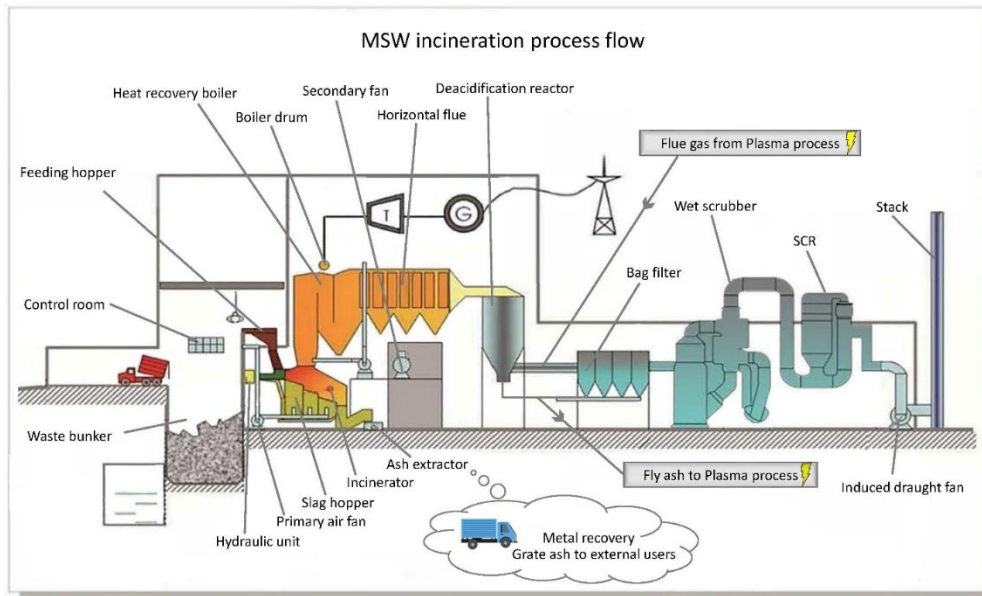 MSW incineration process flow
Deacidification reactor
Heat recovery boiler
Secondary fan
Boiler drum
Horizontal flue
Flue gas from Plasma process
Feeding hopper
T
G
Wet scrubber
Stack
SCR
Bag filter
Control room
Waste bunker
Ash extractor
Incinerator
Fly ash to Plasma process
Induced draught fan
Slag hopper
Primary air fan
Hydraulic unit
Metal recovery
Grate ash to external users